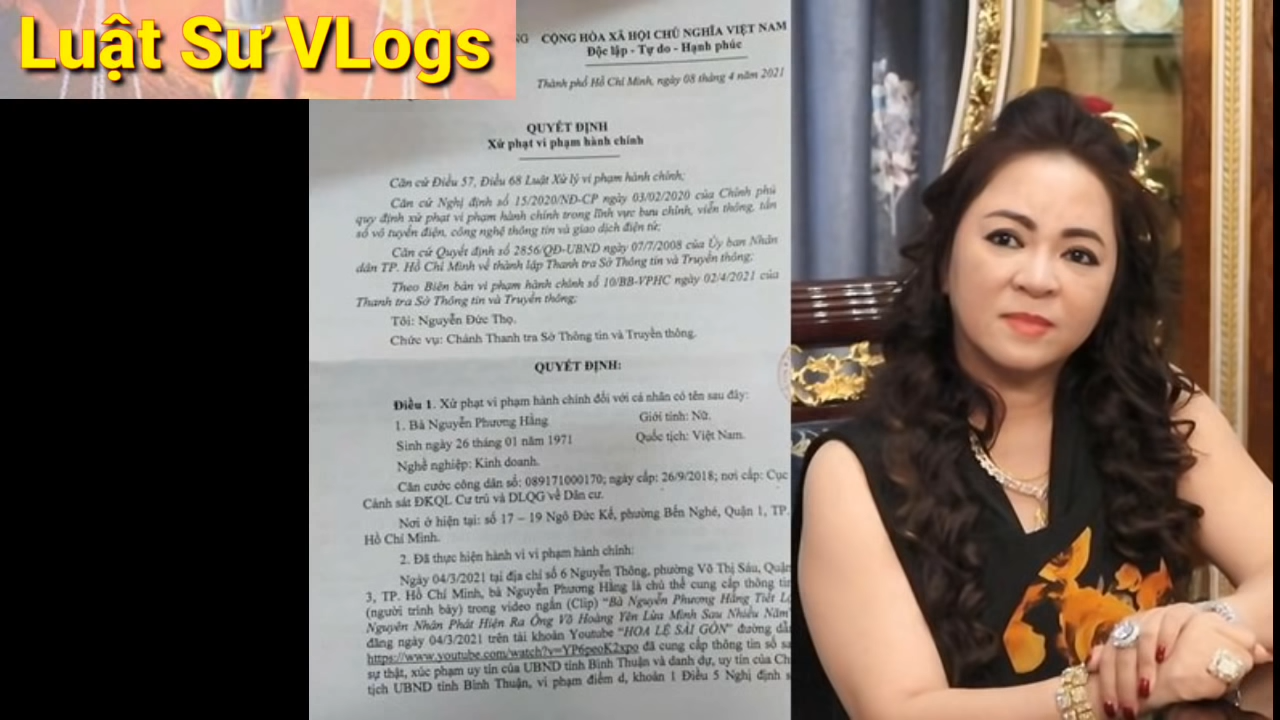 Luật Sư VLogs
CỘNG HÒA XÃ HỘI CHỦ NGHĨA VIỆT NAM
Độc lập - Tự do - Hạnh phúc
Thành phố Hồ Chí Minh, ngày 08 tháng 4 năm 2021
QUYẾT ĐỊNH
Xử phạt vi phạm hành chính
Căn cứ Điều 57, Điều 68 Luật Xử lý vi phạm hành chính;
Căn cứ Nghị định số 15/2020/NĐ-CP ngày 03/02/2020 của Chính phủ
quy định xử phạt vi phạm hành chính trong lĩnh vực bưu chính, viễn thông, tần
số vô tuyến điện, công nghệ thông tin và giao dịch điện tử;
Căn cứ Quyết định số 2856/QĐ-UBND ngày 07/7/2008 của Ủy ban Nhân
dân TP. Hồ Chí Minh về thành lập Thanh tra Sở Thông tin và Truyền thông;
Theo Biên bản vi phạm hành chính số 10/BB-VPHC ngày 02/4/2021 của
Thanh tra Sở Thông tin và Truyền thông;
Tôi: Nguyễn Đức Thọ.
Chức vụ: Chánh Thanh tra Sở Thông tin và Truyền thông.
QUYẾT ĐỊNH:
Điều 1. Xử phạt vi phạm hành chính đối với cá nhân có tên sau đây:
1. Bà Nguyễn Phương Hằng Giới tính: Nữ.
Sinh ngày 26 tháng 01 năm 1971 Quốc tịch: Việt Nam.
Nghề nghiệp: Kinh doanh.
Căn cước công dân số: 089171000170; ngày cấp: 26/9/2018; nơi cấp: Cục
Cảnh sát ĐKQL Cư trú và DLQG về Dân cư.
Nơi ở hiện tại: số 17 – 19 Ngô Đức Kế, phường Bến Nghé, Quận 1, TP.
Hồ Chí Minh.
2. Đã thực hiện hành vi vi phạm hành chính:
Ngày 04/3/2021 tại địa chỉ số 6 Nguyễn Thông, phường Võ Thị Sáu, Quận
3, TP. Hồ Chí Minh, bà Nguyễn Phương Hằng là chủ thể cung cấp thông tin
(người trình bày) trong video ngắn (Clip) “Bà Nguyễn Phương Hằng Tiết Lộ
Nguyên Nhân Phát Hiện Ra Ông Võ Hoàng Yên Lừa Mình Sau Nhiều Năm”
đăng ngày 04/3/2021 trên tài khoản Youtube “HOA LỆ SÀI GÒN” đường dẫn
https://www.youtube.com/watch?v=YP6peoK2xpo đã cung cấp thông tin số sai
sự thật, xúc phạm uy tín của UBND tỉnh Bình Thuận và danh dự, uy tín của Chủ
tịch UBND tỉnh Bình Thuận, vi phạm điểm d, khoản 1 Điều 5 Nghị định